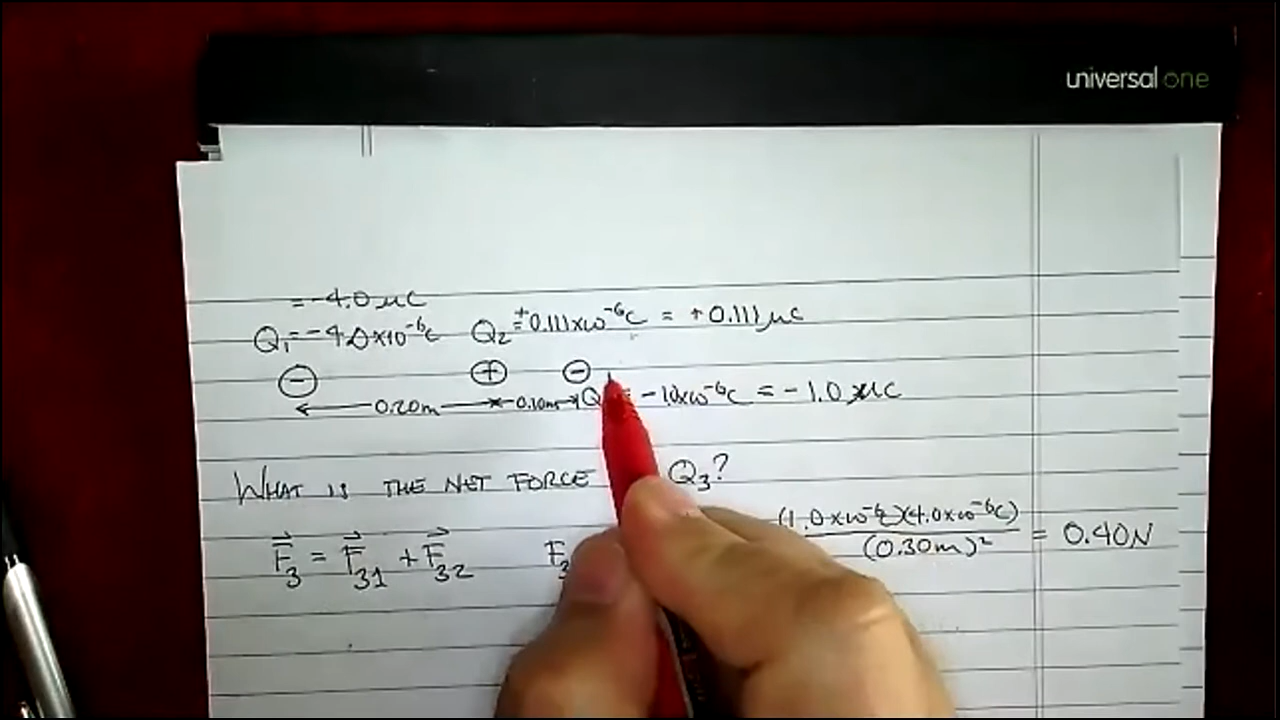 universal one
= -4.0 μC
Q₁ = -4.0×10⁻⁶C Q₂ = +0.111×10⁻⁶C = +0.111 μC
- + -
0.20m 0.10m Q = -1.0×10⁻⁶C = -1.0 μC
WHAT IS THE NET FORCE Q₃?
F⃗₃ = F⃗₃₁ + F⃗₃₂ F₃ (1.0×10⁻⁶C)(4.0×10⁻⁶C) / (0.30m)² = 0.40N